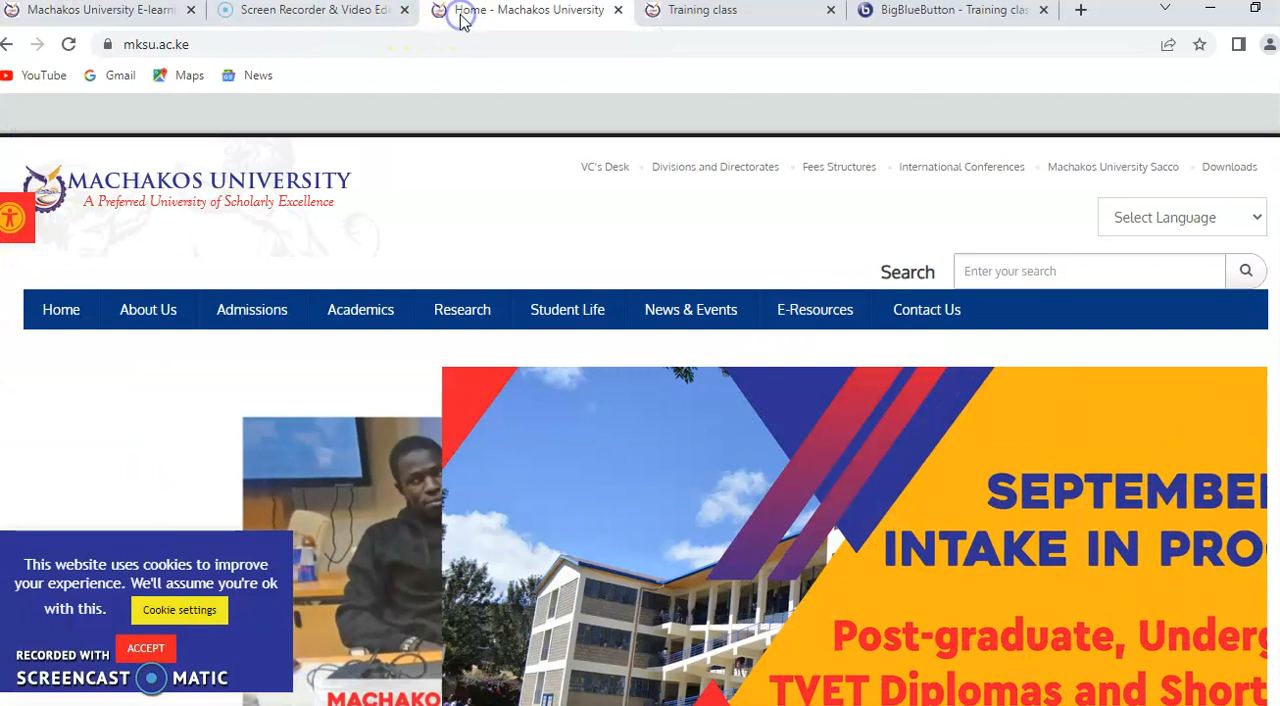 Machakos University E-learni
Screen Recorder & Video Edi
Home - Machakos University
Training class
BigBlueButton - Training clas
mksu.ac.ke
YouTube
Gmail
Maps
News
MACHAKOS UNIVERSITY
A Preferred University of Scholarly Excellence
VC's Desk
Divisions and Directorates
Fees Structures
International Conferences
Machakos University Sacco
Downloads
Select Language
Search
Enter your search
Home
About Us
Admissions
Academics
Research
Student Life
News & Events
E-Resources
Contact Us
SEPTEMBER
INTAKE IN PRO
Post-graduate, Underg
TVET Diplomas and Short
MACHAKO
This website uses cookies to improve
your experience. We'll assume you're ok
with this.
Cookie settings
ACCEPT
RECORDED WITH
SCREENCAST MATIC